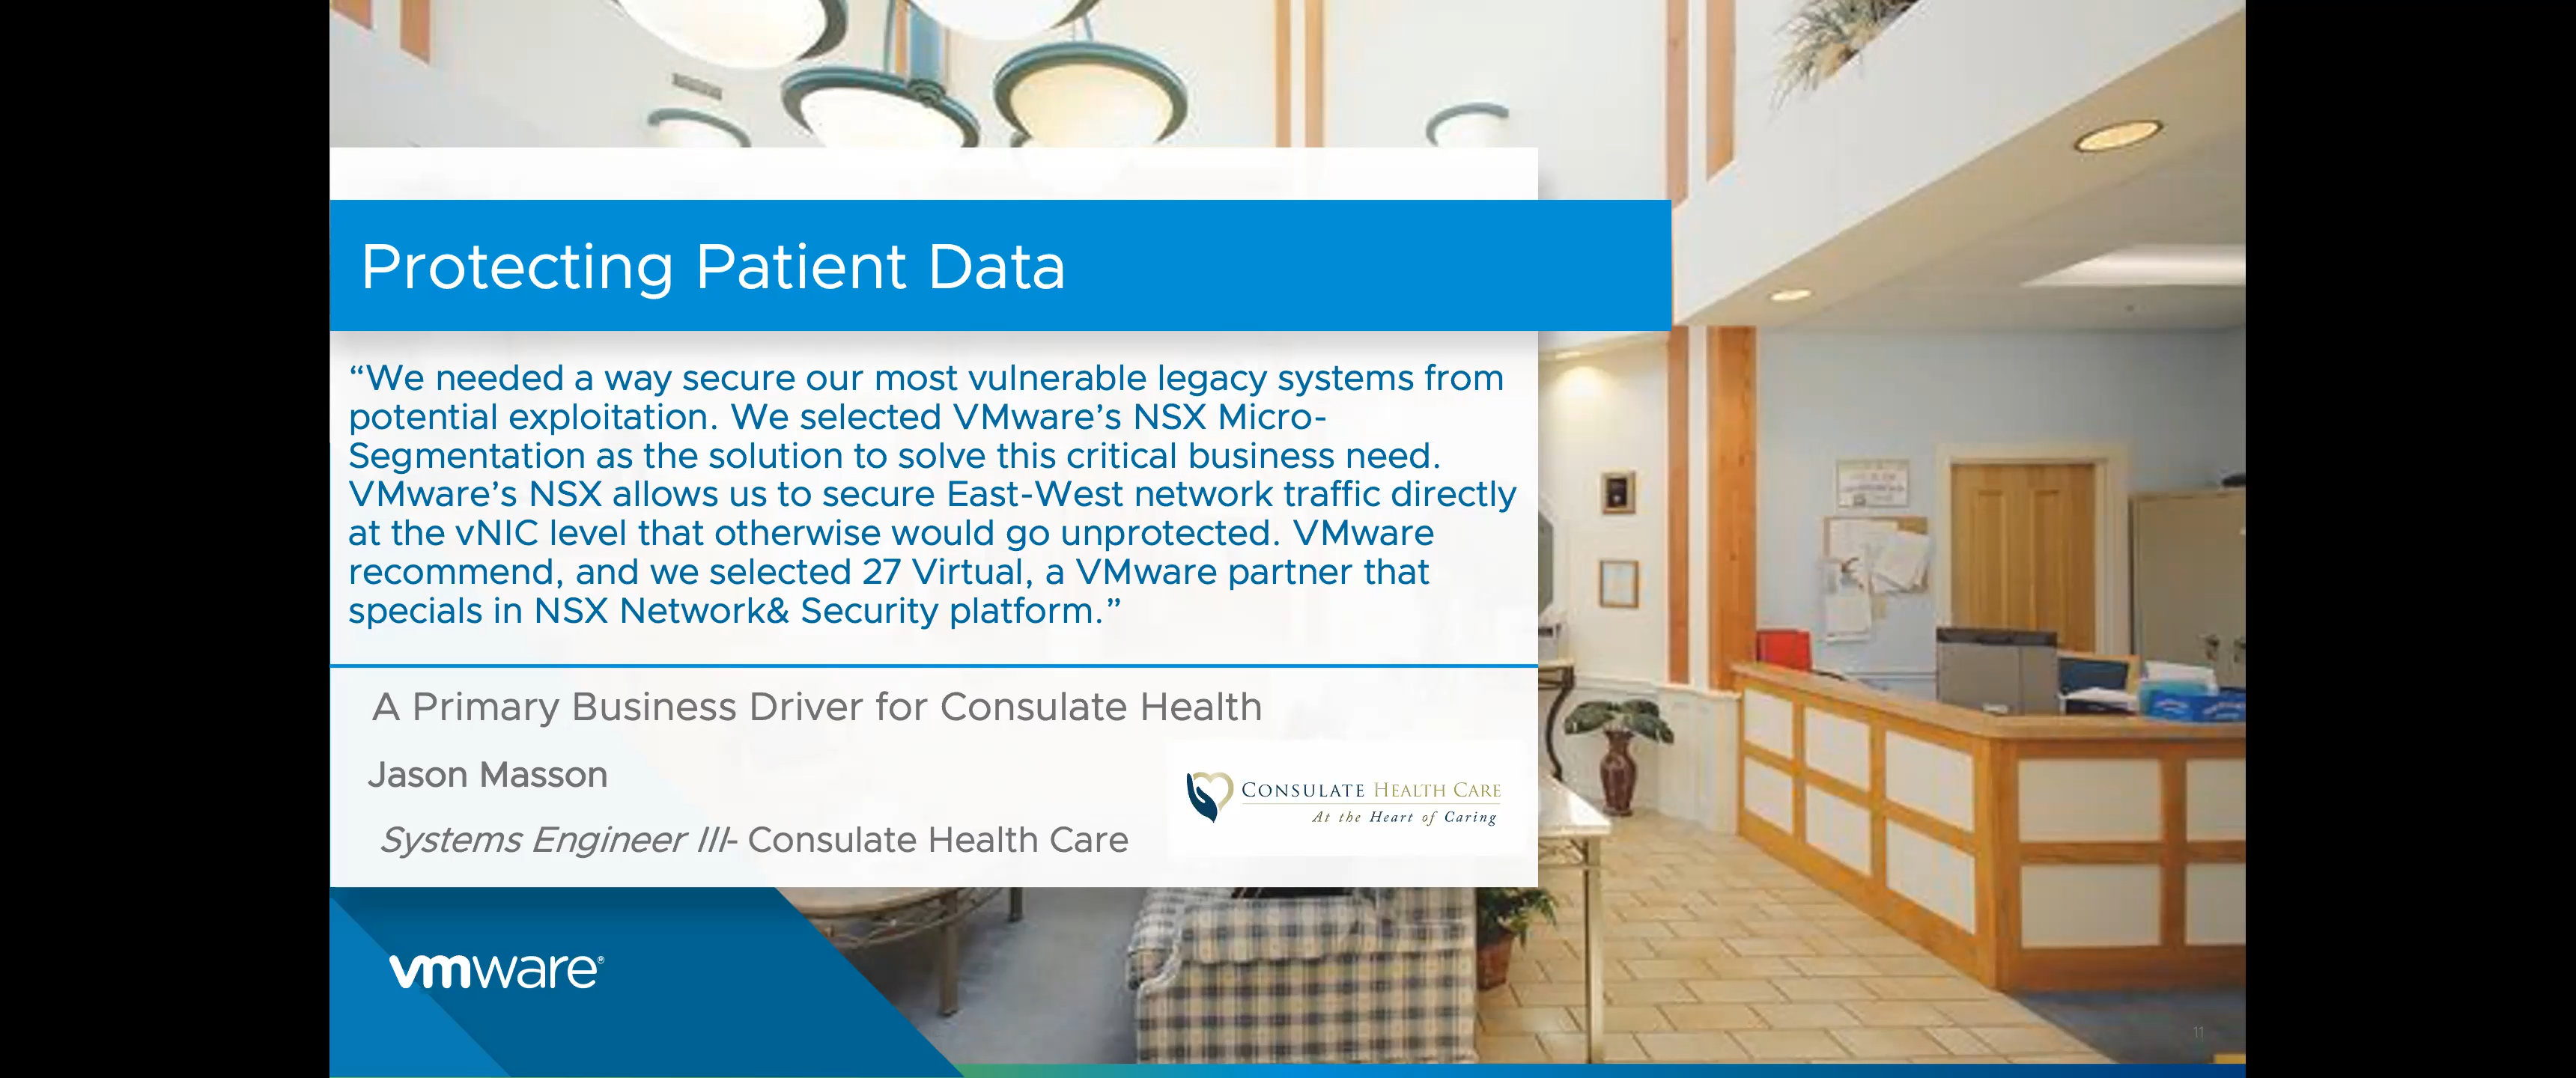 Protecting Patient Data
“We needed a way secure our most vulnerable legacy systems from
potential exploitation. We selected VMware’s NSX Micro-
Segmentation as the solution to solve this critical business need.
VMware’s NSX allows us to secure East-West network traffic directly
at the vNIC level that otherwise would go unprotected. VMware
recommend, and we selected 27 Virtual, a VMware partner that
specials in NSX Network& Security platform.”
A Primary Business Driver for Consulate Health
Jason Masson
CONSULATE HEALTH CARE
At the Heart of Caring
Systems Engineer III- Consulate Health Care
vmware®
11